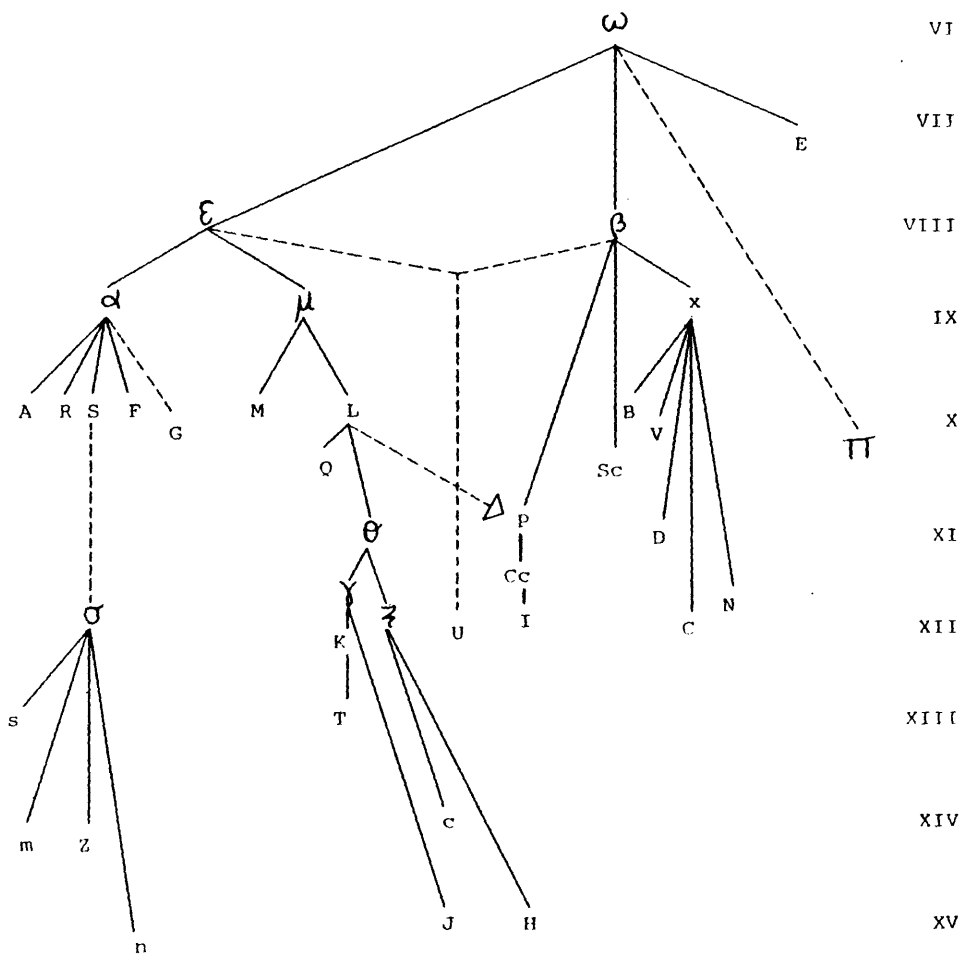 ω VI
VII
E
ε β VIII
α μ x IX
A R S F G M L B V X
Q Sc Π
θ p D XI
Cc
γ ʒ N
σ K U I C XII
s T XIII
c XIV
m Z
J H XV
n